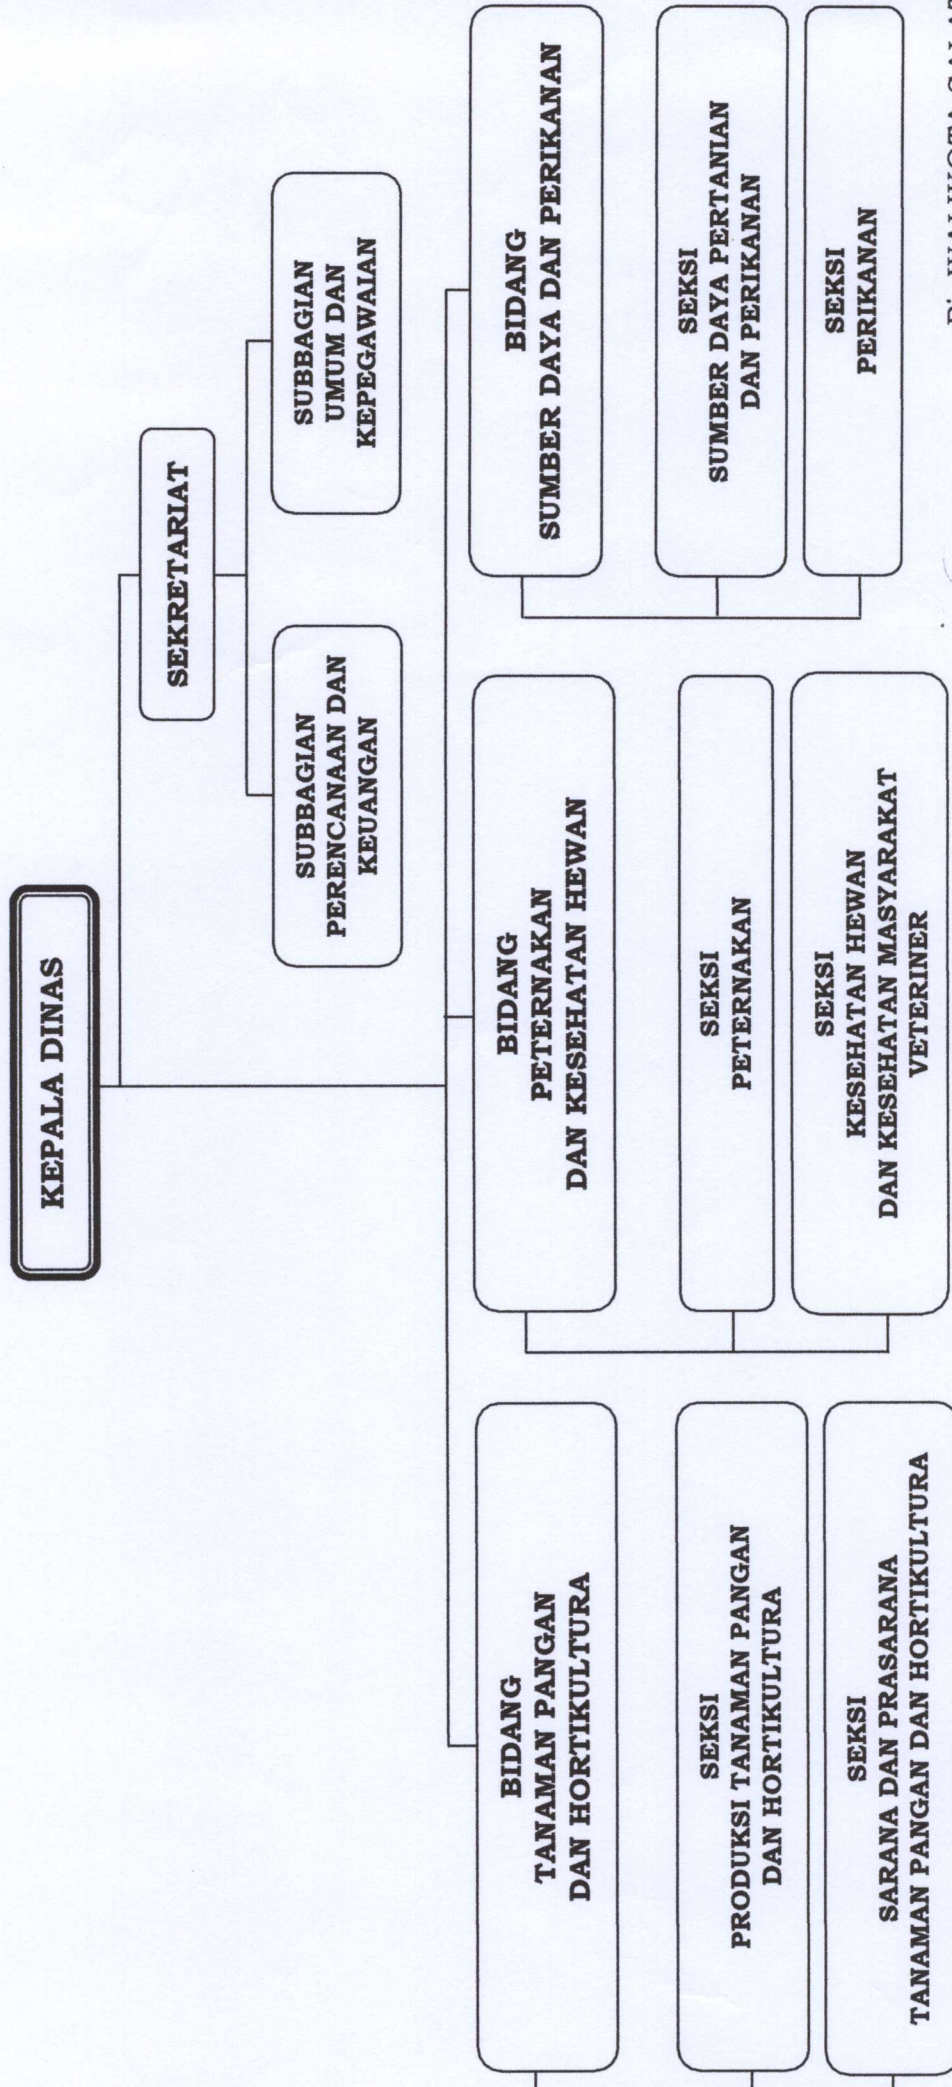 KEPALA DINAS
SEKRETARIAT
SUBBAGIAN
PERENCANAAN DAN
KEUANGAN
SUBBAGIAN
UMUM DAN
KEPEGAWAIAN
BIDANG
TANAMAN PANGAN
DAN HORTIKULTURA
SEKSI
PRODUKSI TANAMAN PANGAN
DAN HORTIKULTURA
SEKSI
SARANA DAN PRASARANA
TANAMAN PANGAN DAN HORTIKULTURA
BIDANG
PETERNAKAN
DAN KESEHATAN HEWAN
SEKSI
PETERNAKAN
SEKSI
KESEHATAN HEWAN
DAN KESEHATAN MASYARAKAT
VETERINER
BIDANG
SUMBER DAYA DAN PERIKANAN
SEKSI
SUMBER DAYA PERTANIAN
DAN PERIKANAN
SEKSI
PERIKANAN